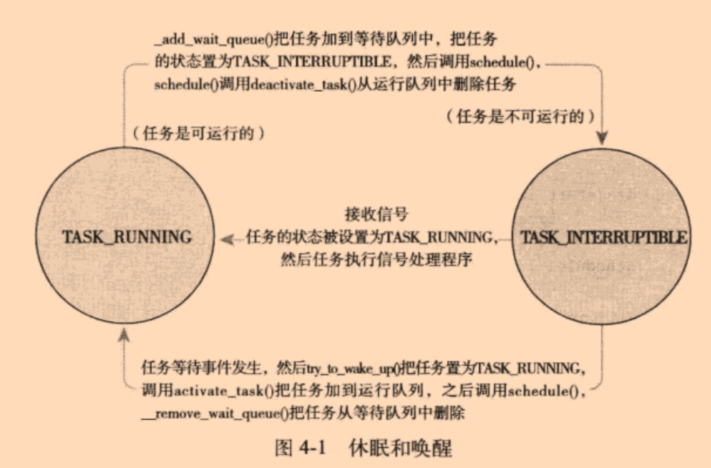 _add_wait_queue()把任务加到等待队列中，把任务
的状态置为TASK_INTERRUPTIBLE，然后调用schedule()，
schedule()调用deactivate_task()从运行队列中删除任务
（任务是可运行的）
（任务是不可运行的）
TASK_RUNNING
接收信号
任务的状态被设置为TASK_RUNNING，
然后任务执行信号处理程序
TASK_INTERRUPTIBLE
任务等待事件发生，然后try_to_wake_up()把任务置为TASK_RUNNING，
调用activate_task()把任务加到运行队列，之后调用schedule()，
__remove_wait_queue()把任务从等待队列中删除
图 4-1 休眠和唤醒